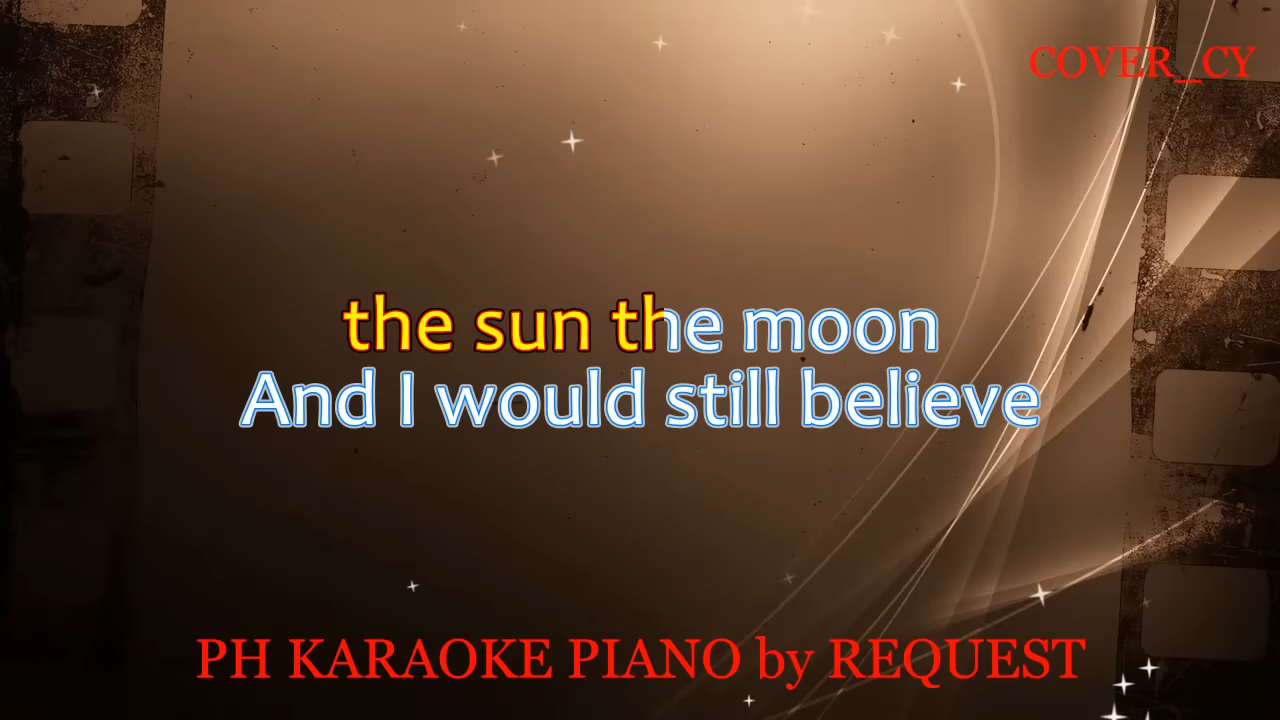 COVER_CY
the sun the moon
And I would still believe
PH KARAOKE PIANO by REQUEST